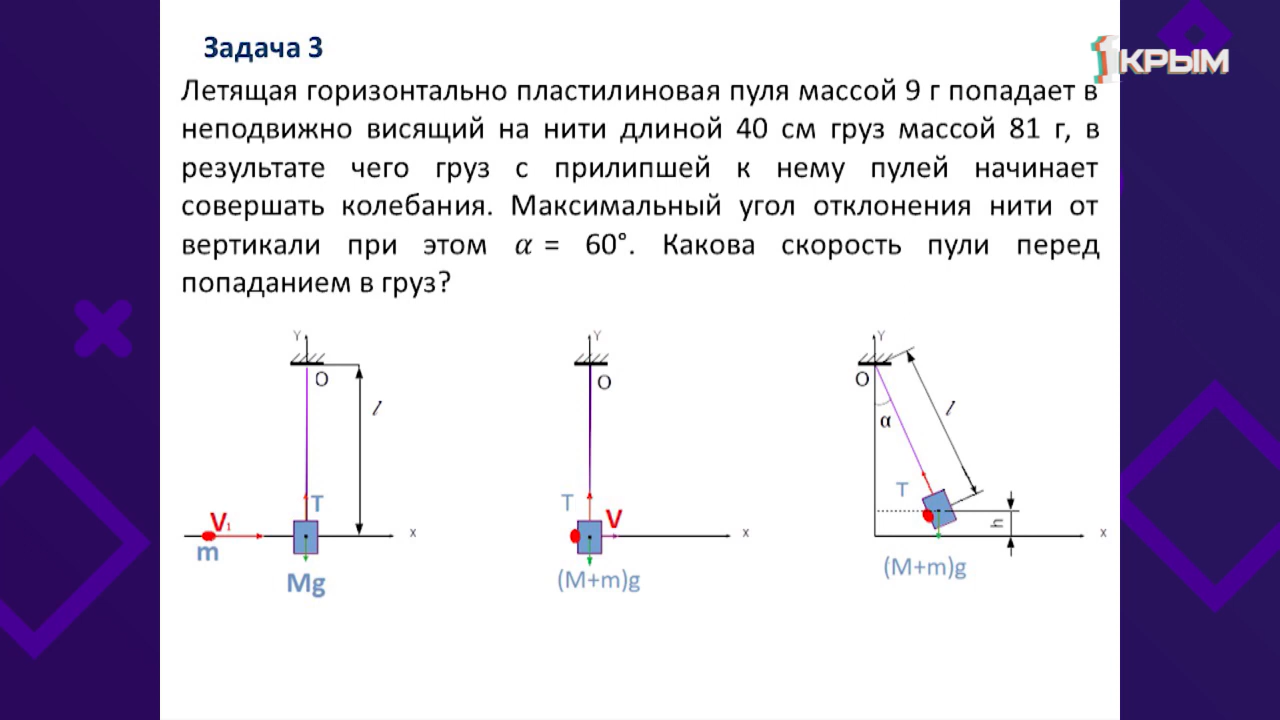 Задача 3
1КРЫМ
Летящая горизонтально пластилиновая пуля массой 9 г попадает в
неподвижно висящий на нити длиной 40 см груз массой 81 г, в
результате чего груз с прилипшей к нему пулей начинает
совершать колебания. Максимальный угол отклонения нити от
вертикали при этом 𝛼 = 60°. Какова скорость пули перед
попаданием в груз?
Y
O
l
T
V₁
m
x
Mg
Y
O
T
V
x
(M+m)g
Y
O
α
l
T
h
x
(M+m)g